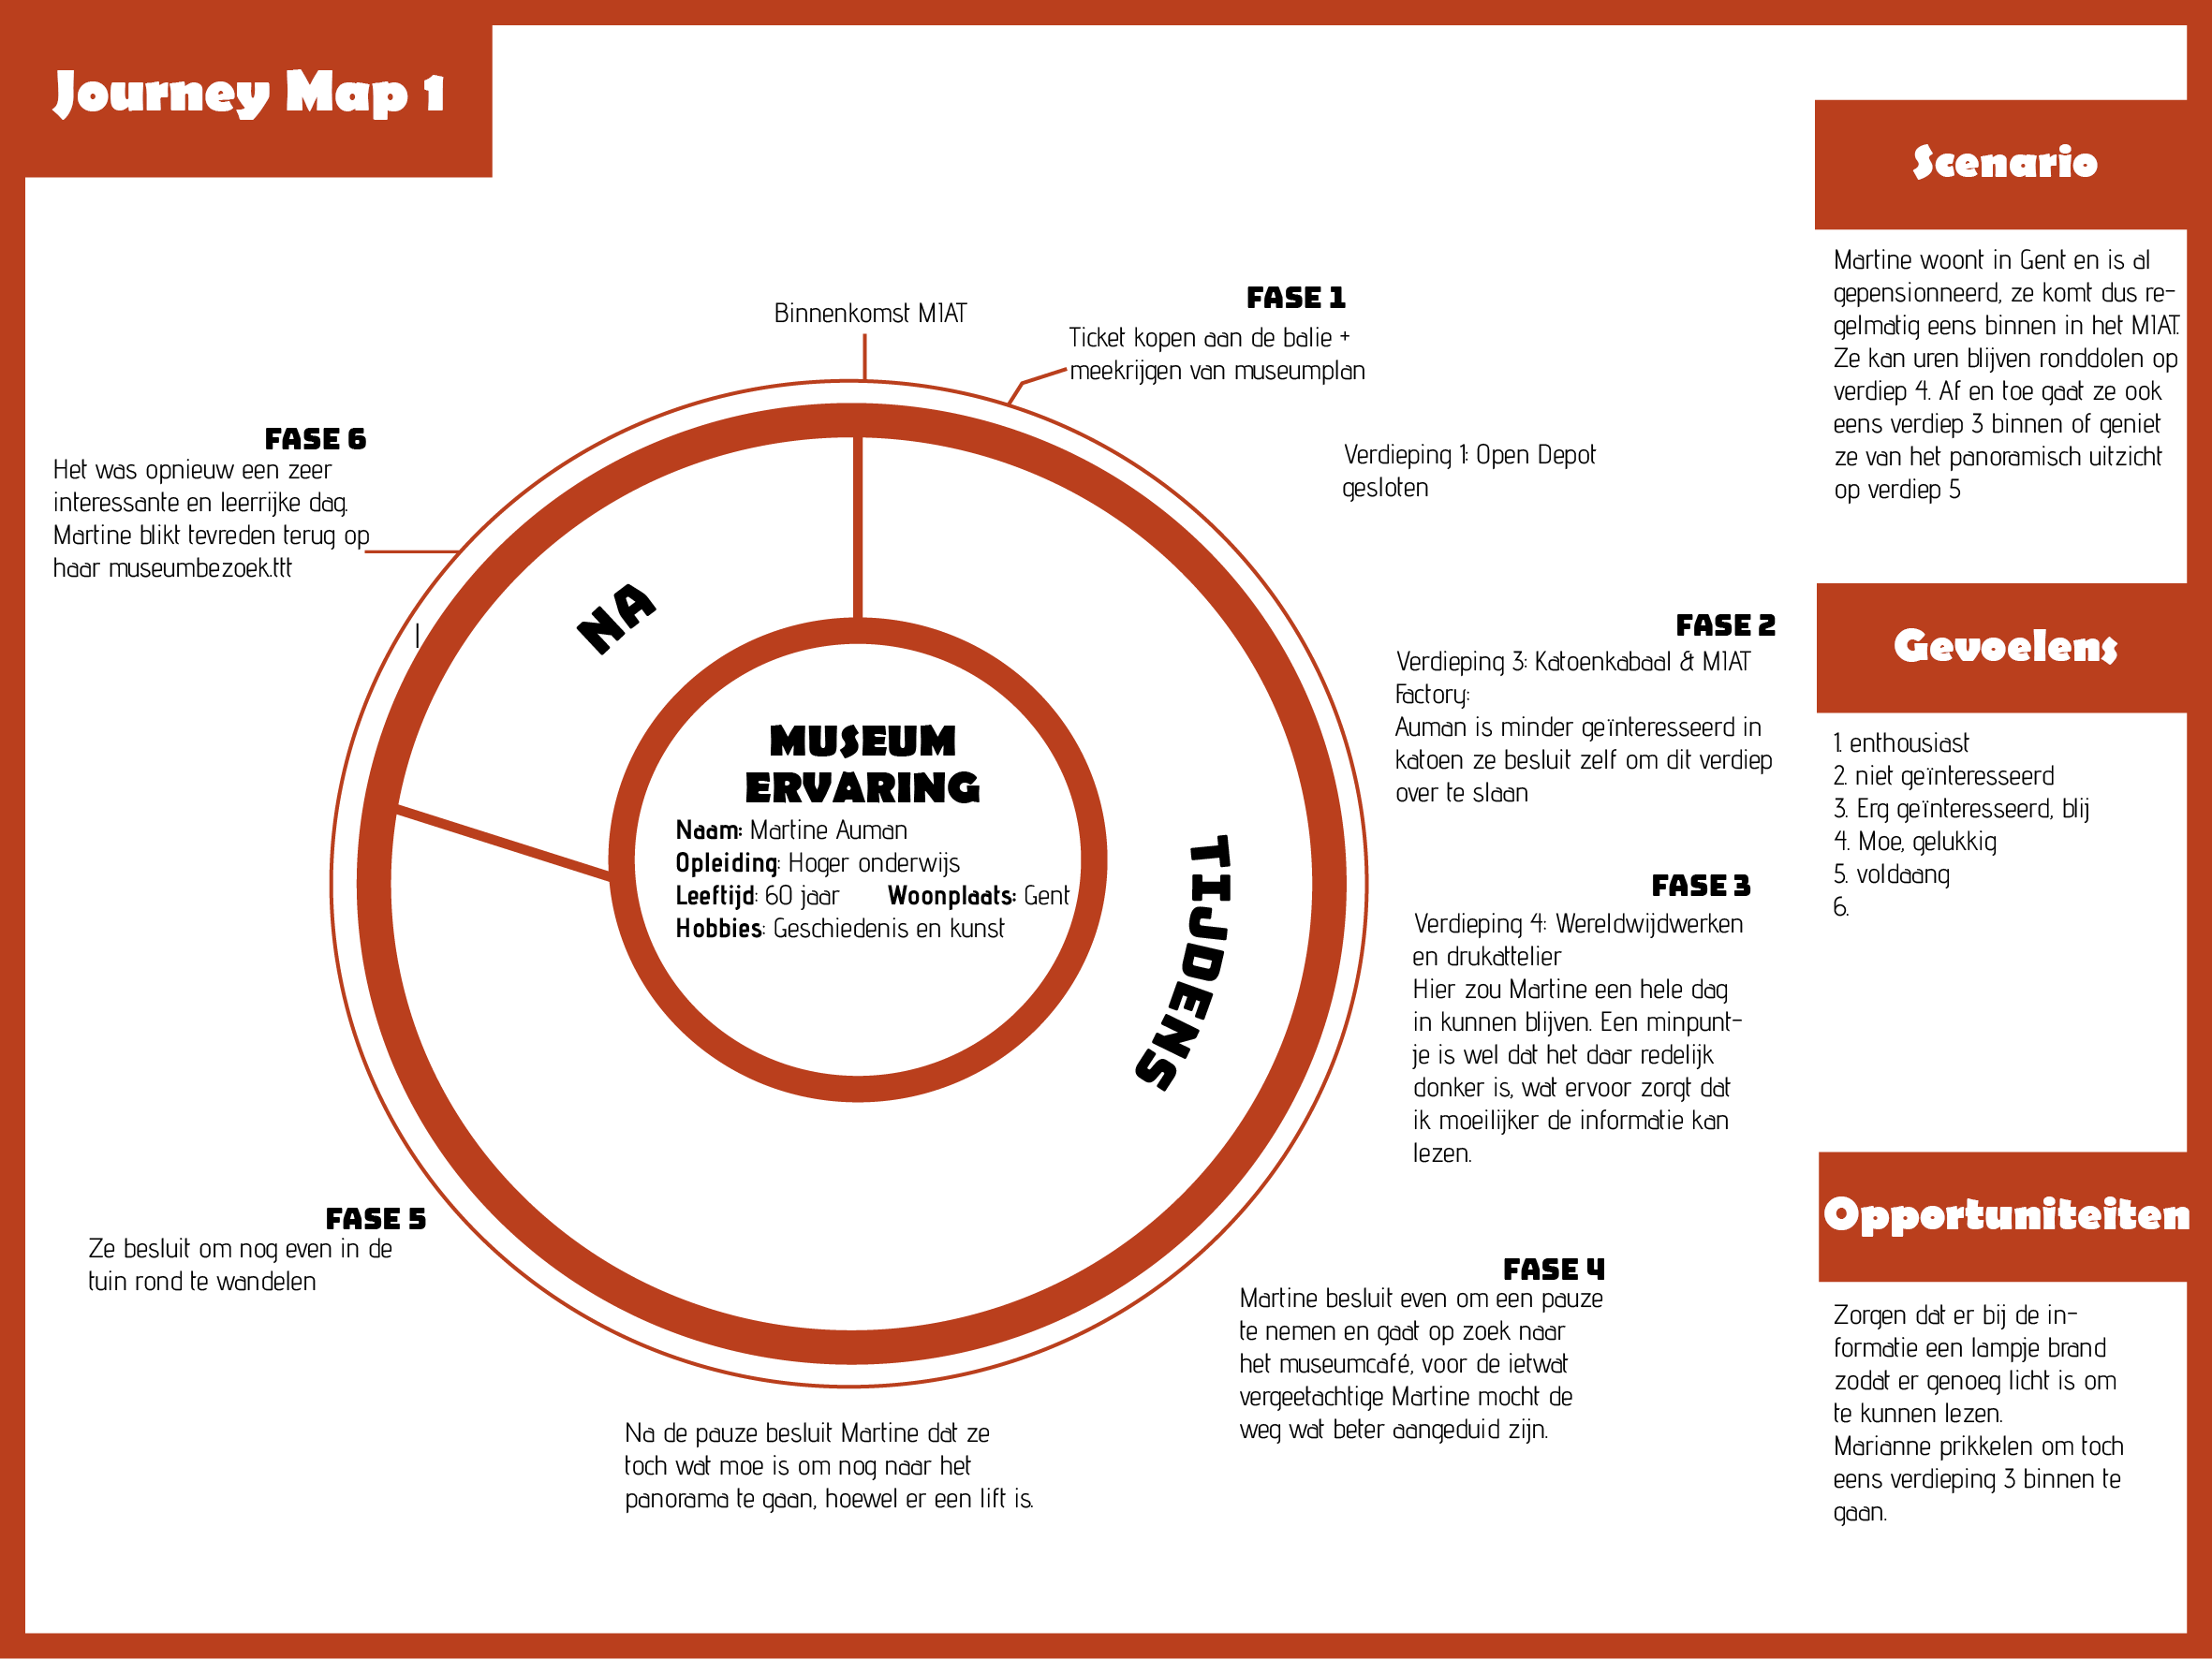 Journey Map 1
Binnenkomst MIAT
FASE 1
Ticket kopen aan de balie +
meekrijgen van museumplan
Verdieping 1: Open Depot
gesloten
FASE 2
Verdieping 3: Katoenkabaal & MIAT
Factory:
Auman is minder geïnteresseerd in
katoen ze besluit zelf om dit verdiep
over te slaan
FASE 3
Verdieping 4: Wereldwijdwerken
en drukattelier
Hier zou Martine een hele dag
in kunnen blijven. Een minpunt-
je is wel dat het daar redelijk
donker is, wat ervoor zorgt dat
ik moeilijker de informatie kan
lezen.
FASE 4
Martine besluit even om een pauze
te nemen en gaat op zoek naar
het museumcafé, voor de ietwat
vergeetachtige Martine mocht de
weg wat beter aangeduid zijn.
Na de pauze besluit Martine dat ze
toch wat moe is om nog naar het
panorama te gaan, hoewel er een lift is.
FASE 5
Ze besluit om nog even in de
tuin rond te wandelen
FASE 6
Het was opnieuw een zeer
interessante en leerrijke dag.
Martine blikt tevreden terug op
haar museumbezoek.ttt
l
NA
TIJDENS
MUSEUM
ERVARING
Naam: Martine Auman
Opleiding: Hoger onderwijs
Leeftijd: 60 jaar Woonplaats: Gent
Hobbies: Geschiedenis en kunst
Scenario
Martine woont in Gent en is al
gepensionneerd, ze komt dus re-
gelmatig eens binnen in het MIAT.
Ze kan uren blijven ronddolen op
verdiep 4. Af en toe gaat ze ook
eens verdiep 3 binnen of geniet
ze van het panoramisch uitzicht
op verdiep 5
Gevoelens
1. enthousiast
2. niet geïnteresseerd
3. Erg geïnteresseerd, blij
4. Moe, gelukkig
5. voldaang
6.
Opportuniteiten
Zorgen dat er bij de in-
formatie een lampje brand
zodat er genoeg licht is om
te kunnen lezen.
Marianne prikkelen om toch
eens verdieping 3 binnen te
gaan.